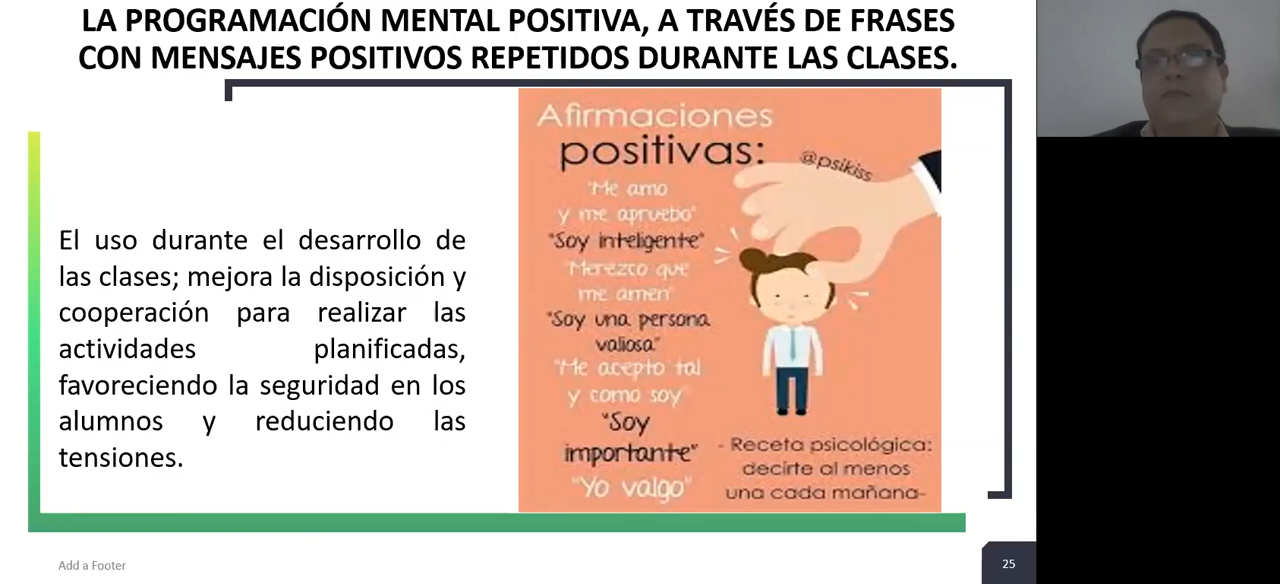 LA PROGRAMACIÓN MENTAL POSITIVA, A TRAVÉS DE FRASES
CON MENSAJES POSITIVOS REPETIDOS DURANTE LAS CLASES.
El uso durante el desarrollo de
las clases; mejora la disposición y
cooperación para realizar las
actividades planificadas,
favoreciendo la seguridad en los
alumnos y reduciendo las
tensiones.
Afirmaciones
positivas:
@psikiss
"Me amo
y me apruebo"
"Soy inteligente"
"Merezco que
me amen"
"Soy una persona
valiosa"
"Me acepto tal
y como soy"
"Soy
importante"
"Yo valgo"
- Receta psicológica:
decirte al menos
una cada mañana-
Add a Footer
25